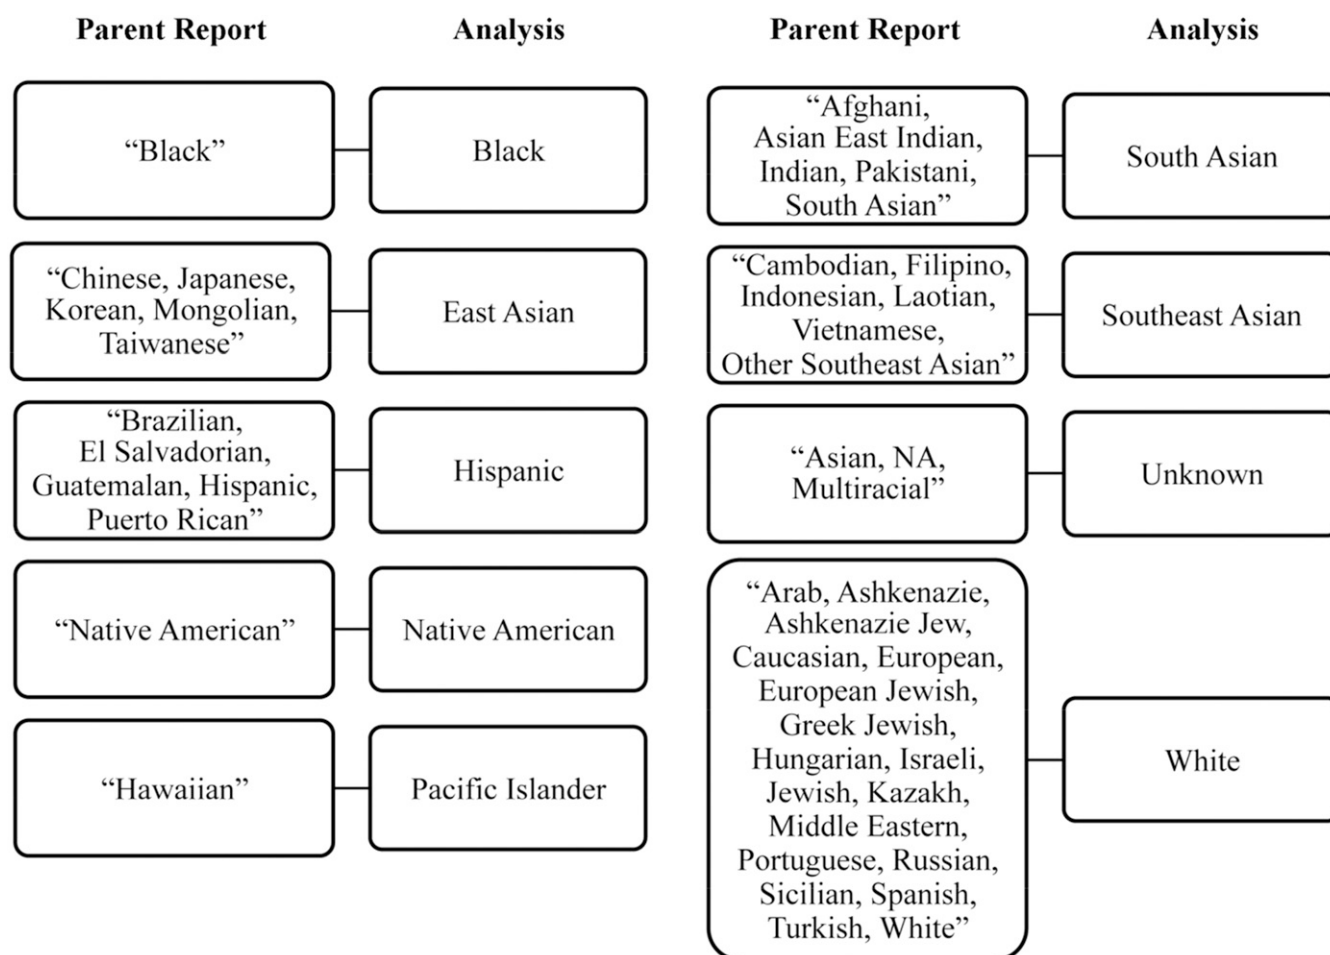 Parent Report
Analysis
“Black”
Black
“Chinese, Japanese,
Korean, Mongolian,
Taiwanese”
East Asian
“Brazilian,
El Salvadorian,
Guatemalan, Hispanic,
Puerto Rican”
Hispanic
“Native American”
Native American
“Hawaiian”
Pacific Islander
Parent Report
Analysis
“Afghani,
Asian East Indian,
Indian, Pakistani,
South Asian”
South Asian
“Cambodian, Filipino,
Indonesian, Laotian,
Vietnamese,
Other Southeast Asian”
Southeast Asian
“Asian, NA,
Multiracial”
Unknown
“Arab, Ashkenazie,
Ashkenazie Jew,
Caucasian, European,
European Jewish,
Greek Jewish,
Hungarian, Israeli,
Jewish, Kazakh,
Middle Eastern,
Portuguese, Russian,
Sicilian, Spanish,
Turkish, White”
White